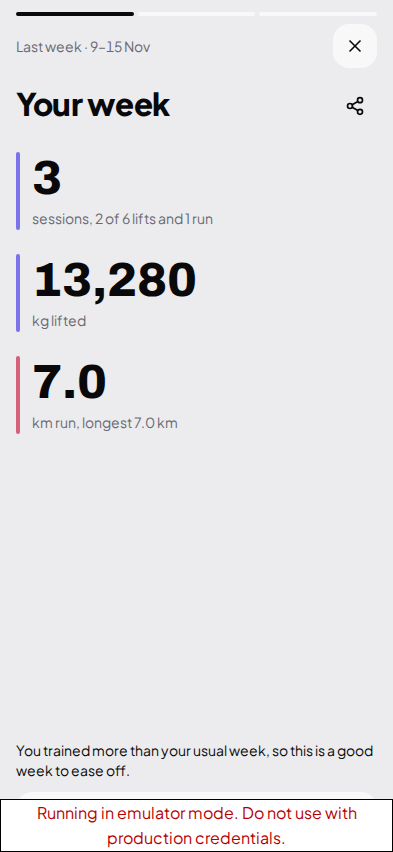 Last week · 9–15 Nov
Your week
3
sessions, 2 of 6 lifts and 1 run
13,280
kg lifted
7.0
km run, longest 7.0 km
You trained more than your usual week, so this is a good
week to ease off.
Running in emulator mode. Do not use with
production credentials.